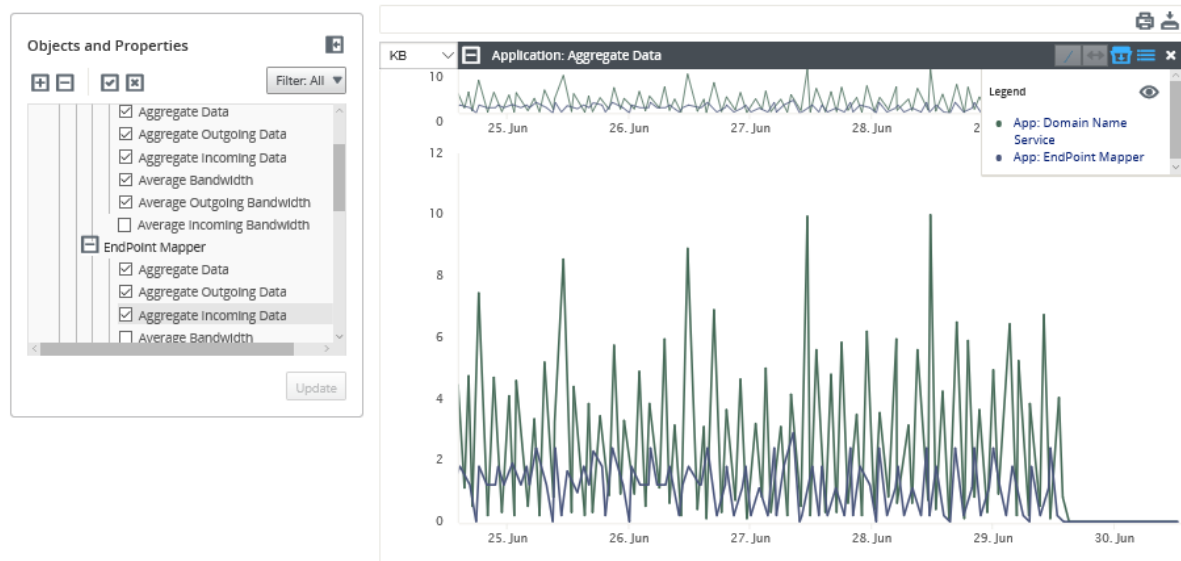 Objects and Properties
Filter: All
Aggregate Data
Aggregate Outgoing Data
Aggregate Incoming Data
Average Bandwidth
Average Outgoing Bandwidth
Average Incoming Bandwidth
EndPoint Mapper
Aggregate Data
Aggregate Outgoing Data
Aggregate Incoming Data
Average Bandwidth
Update
KB
Application: Aggregate Data
10
0
25. Jun
26. Jun
27. Jun
28. Jun
2
Legend
App: Domain Name
Service
App: EndPoint Mapper
12
10
8
6
4
2
0
25. Jun
26. Jun
27. Jun
28. Jun
29. Jun
30. Jun